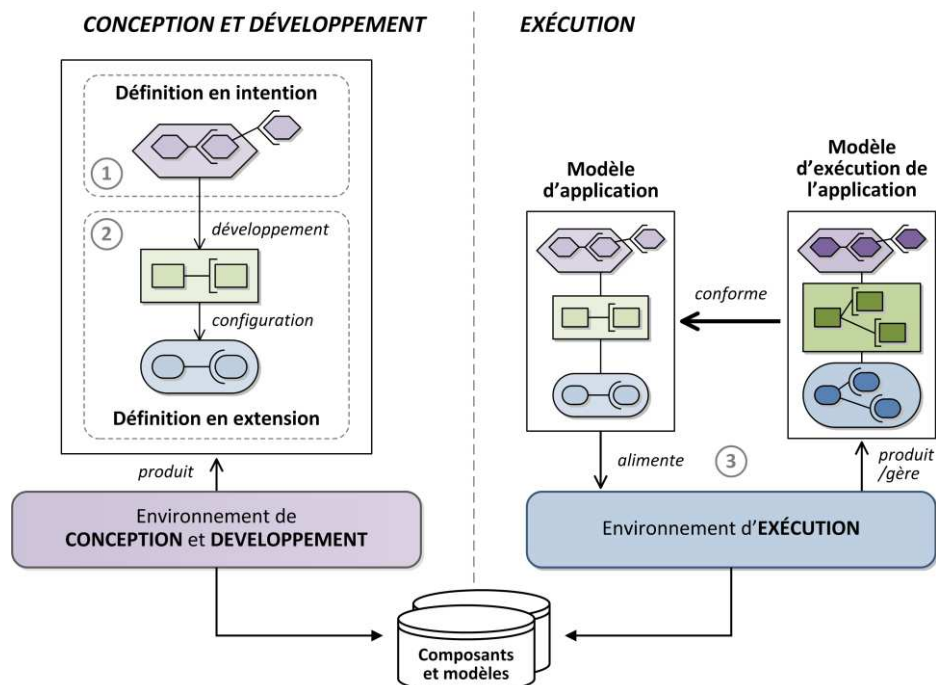 CONCEPTION ET DÉVELOPPEMENT
Définition en intention
1
2
développement
configuration
Définition en extension
produit
Environnement de
CONCEPTION et DEVELOPPEMENT
EXÉCUTION
Modèle
d'application
Modèle
d'exécution de
l'application
conforme
alimente
3
produit
/gère
Environnement d'EXÉCUTION
Composants
et modèles